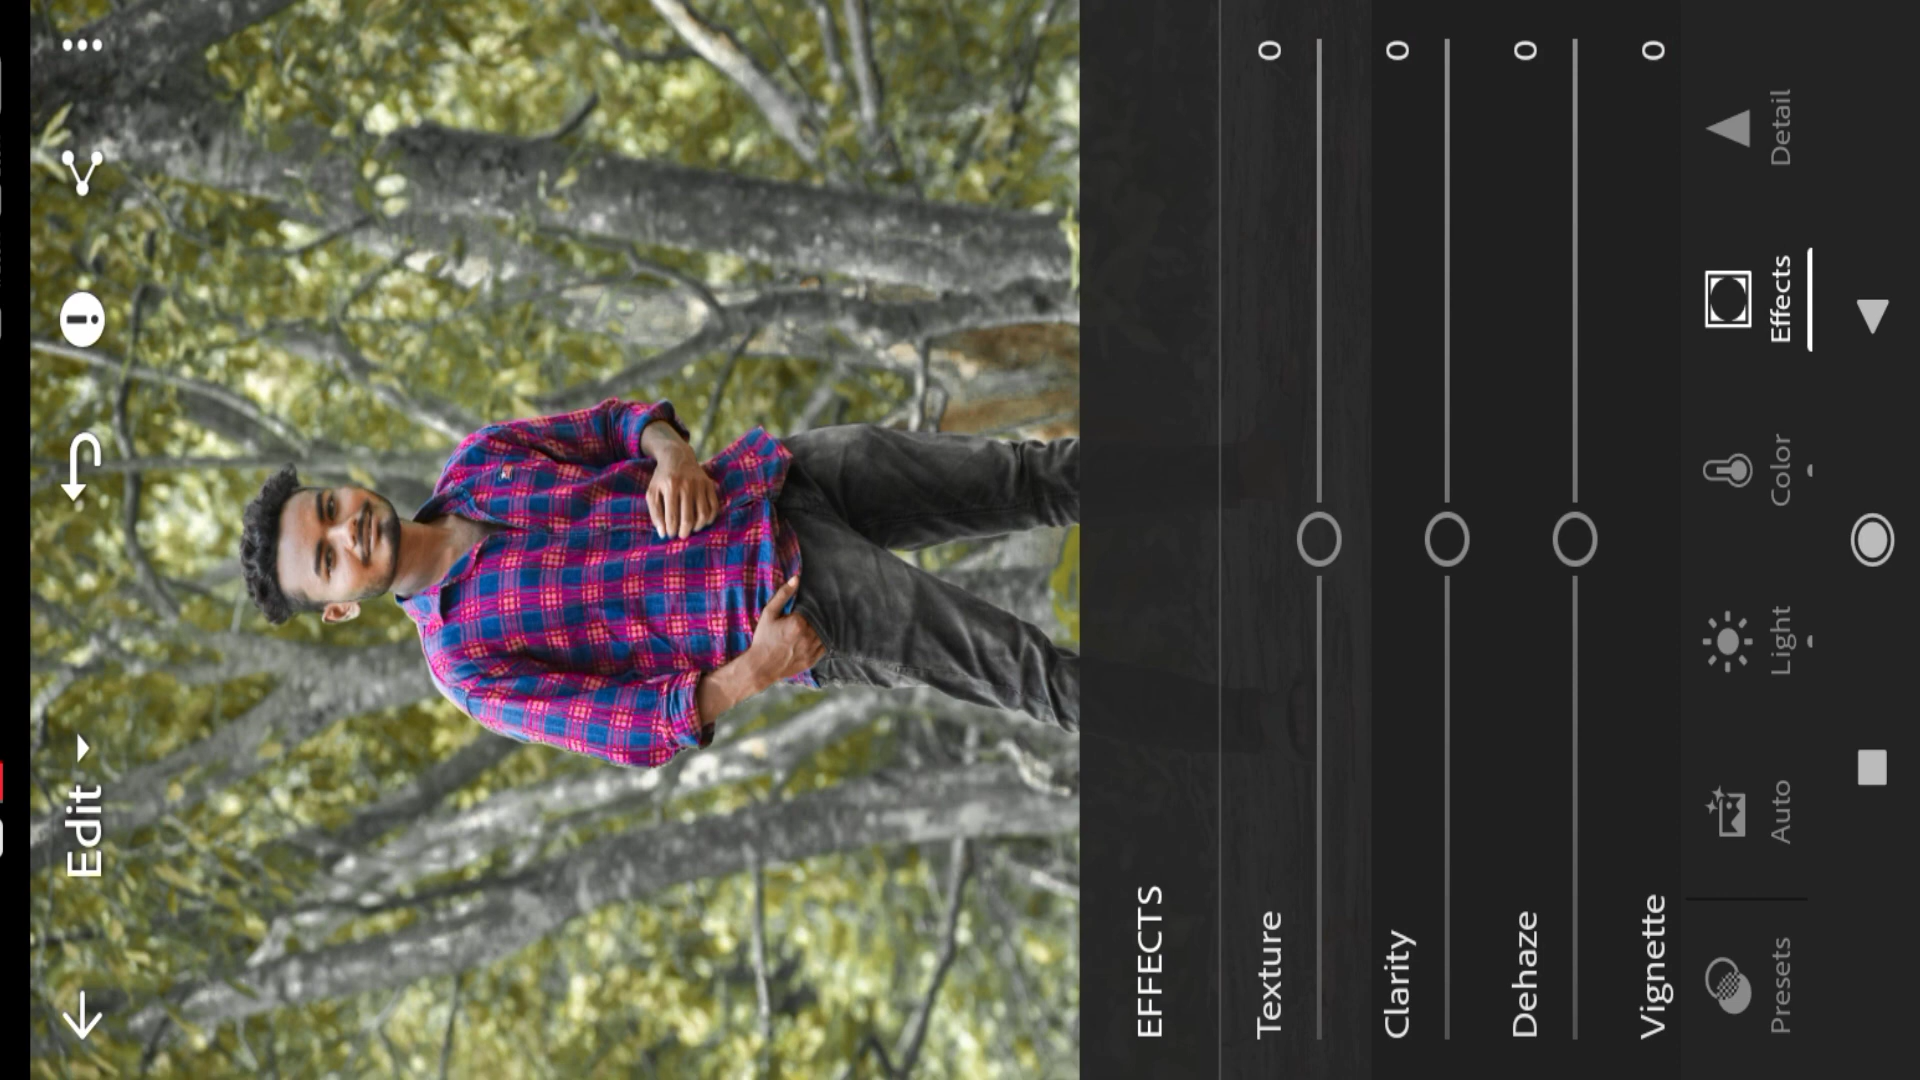 Edit
EFFECTS
Texture 0
Clarity 0
Dehaze 0
Vignette 0
Presets Auto Light Color Effects Detail